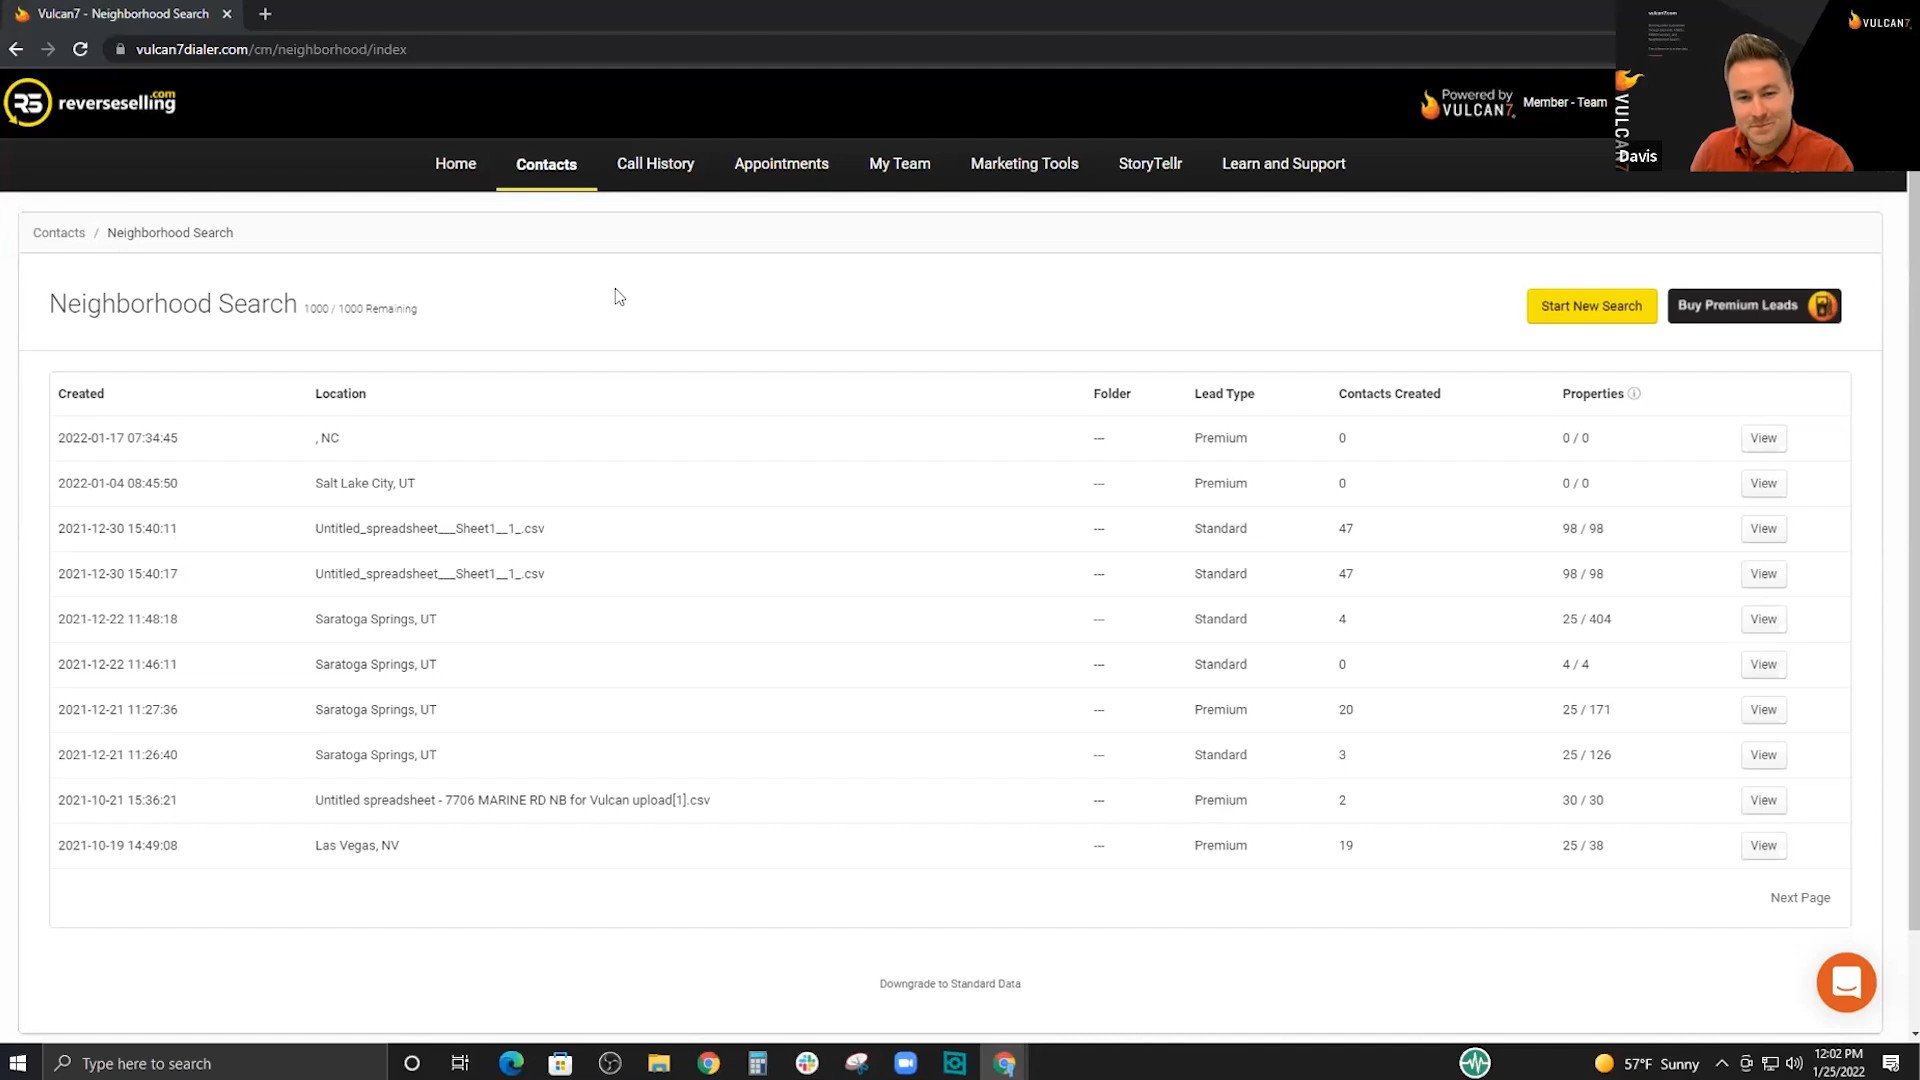 Vulcan7 - Neighborhood Search
vulcan7dialer.com/cm/neighborhood/index
RS reverseselling.com
Powered by VULCAN7
Member - Team
VULCAN7
VULCAN7
Davis
Home Contacts Call History Appointments My Team Marketing Tools StoryTellr Learn and Support
Contacts / Neighborhood Search
Neighborhood Search 1000 / 1000 Remaining
Start New Search
Buy Premium Leads
Created Location Folder Lead Type Contacts Created Properties
2022-01-17 07:34:45 , NC --- Premium 0 0 / 0 View
2022-01-04 08:45:50 Salt Lake City, UT --- Premium 0 0 / 0 View
2021-12-30 15:40:11 Untitled_spreadsheet___Sheet1__1_.csv --- Standard 47 98 / 98 View
2021-12-30 15:40:17 Untitled_spreadsheet___Sheet1__1_.csv --- Standard 47 98 / 98 View
2021-12-22 11:48:18 Saratoga Springs, UT --- Standard 4 25 / 404 View
2021-12-22 11:46:11 Saratoga Springs, UT --- Standard 0 4 / 4 View
2021-12-21 11:27:36 Saratoga Springs, UT --- Premium 20 25 / 171 View
2021-12-21 11:26:40 Saratoga Springs, UT --- Standard 3 25 / 126 View
2021-10-21 15:36:21 Untitled spreadsheet - 7706 MARINE RD NB for Vulcan upload[1].csv --- Premium 2 30 / 30 View
2021-10-19 14:49:08 Las Vegas, NV --- Premium 19 25 / 38 View
Next Page
Downgrade to Standard Data
Type here to search
57°F Sunny
12:02 PM
1/25/2022